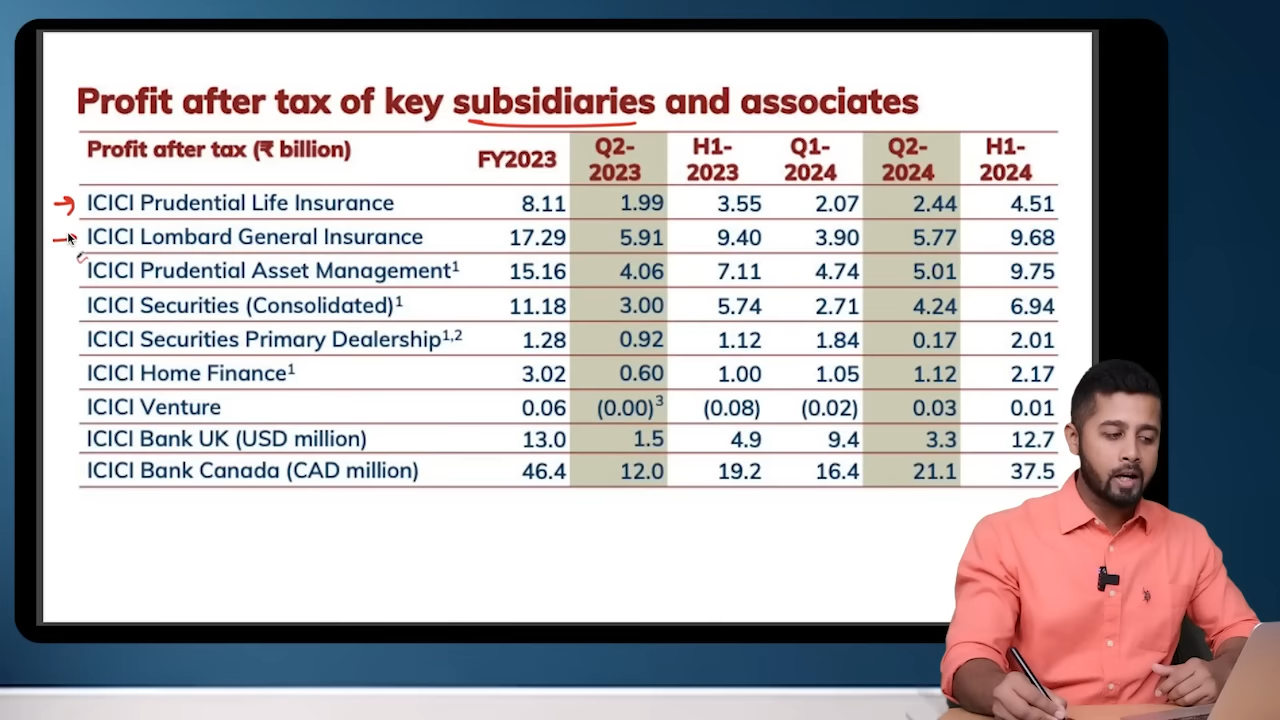 Profit after tax of key subsidiaries and associates
Profit after tax (₹ billion) FY2023 Q2-2023 H1-2023 Q1-2024 Q2-2024 H1-2024
ICICI Prudential Life Insurance 8.11 1.99 3.55 2.07 2.44 4.51
ICICI Lombard General Insurance 17.29 5.91 9.40 3.90 5.77 9.68
ICICI Prudential Asset Management¹ 15.16 4.06 7.11 4.74 5.01 9.75
ICICI Securities (Consolidated)¹ 11.18 3.00 5.74 2.71 4.24 6.94
ICICI Securities Primary Dealership¹,² 1.28 0.92 1.12 1.84 0.17 2.01
ICICI Home Finance¹ 3.02 0.60 1.00 1.05 1.12 2.17
ICICI Venture 0.06 (0.00)³ (0.08) (0.02) 0.03 0.01
ICICI Bank UK (USD million) 13.0 1.5 4.9 9.4 3.3 12.7
ICICI Bank Canada (CAD million) 46.4 12.0 19.2 16.4 21.1 37.5